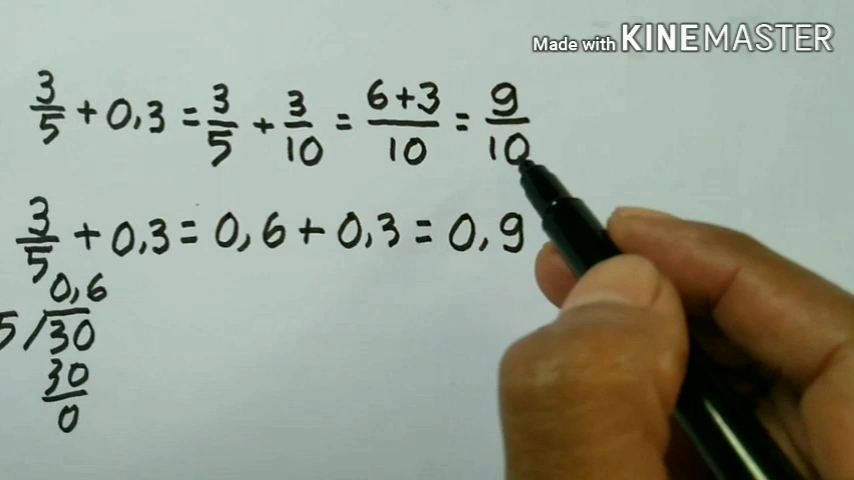 Made with KINEMASTER
3/5 + 0,3 = 3/5 + 3/10 = 6+3/10 = 9/10
3/5 + 0,3 = 0,6 + 0,3 = 0,9
0,6
5/30
30
0